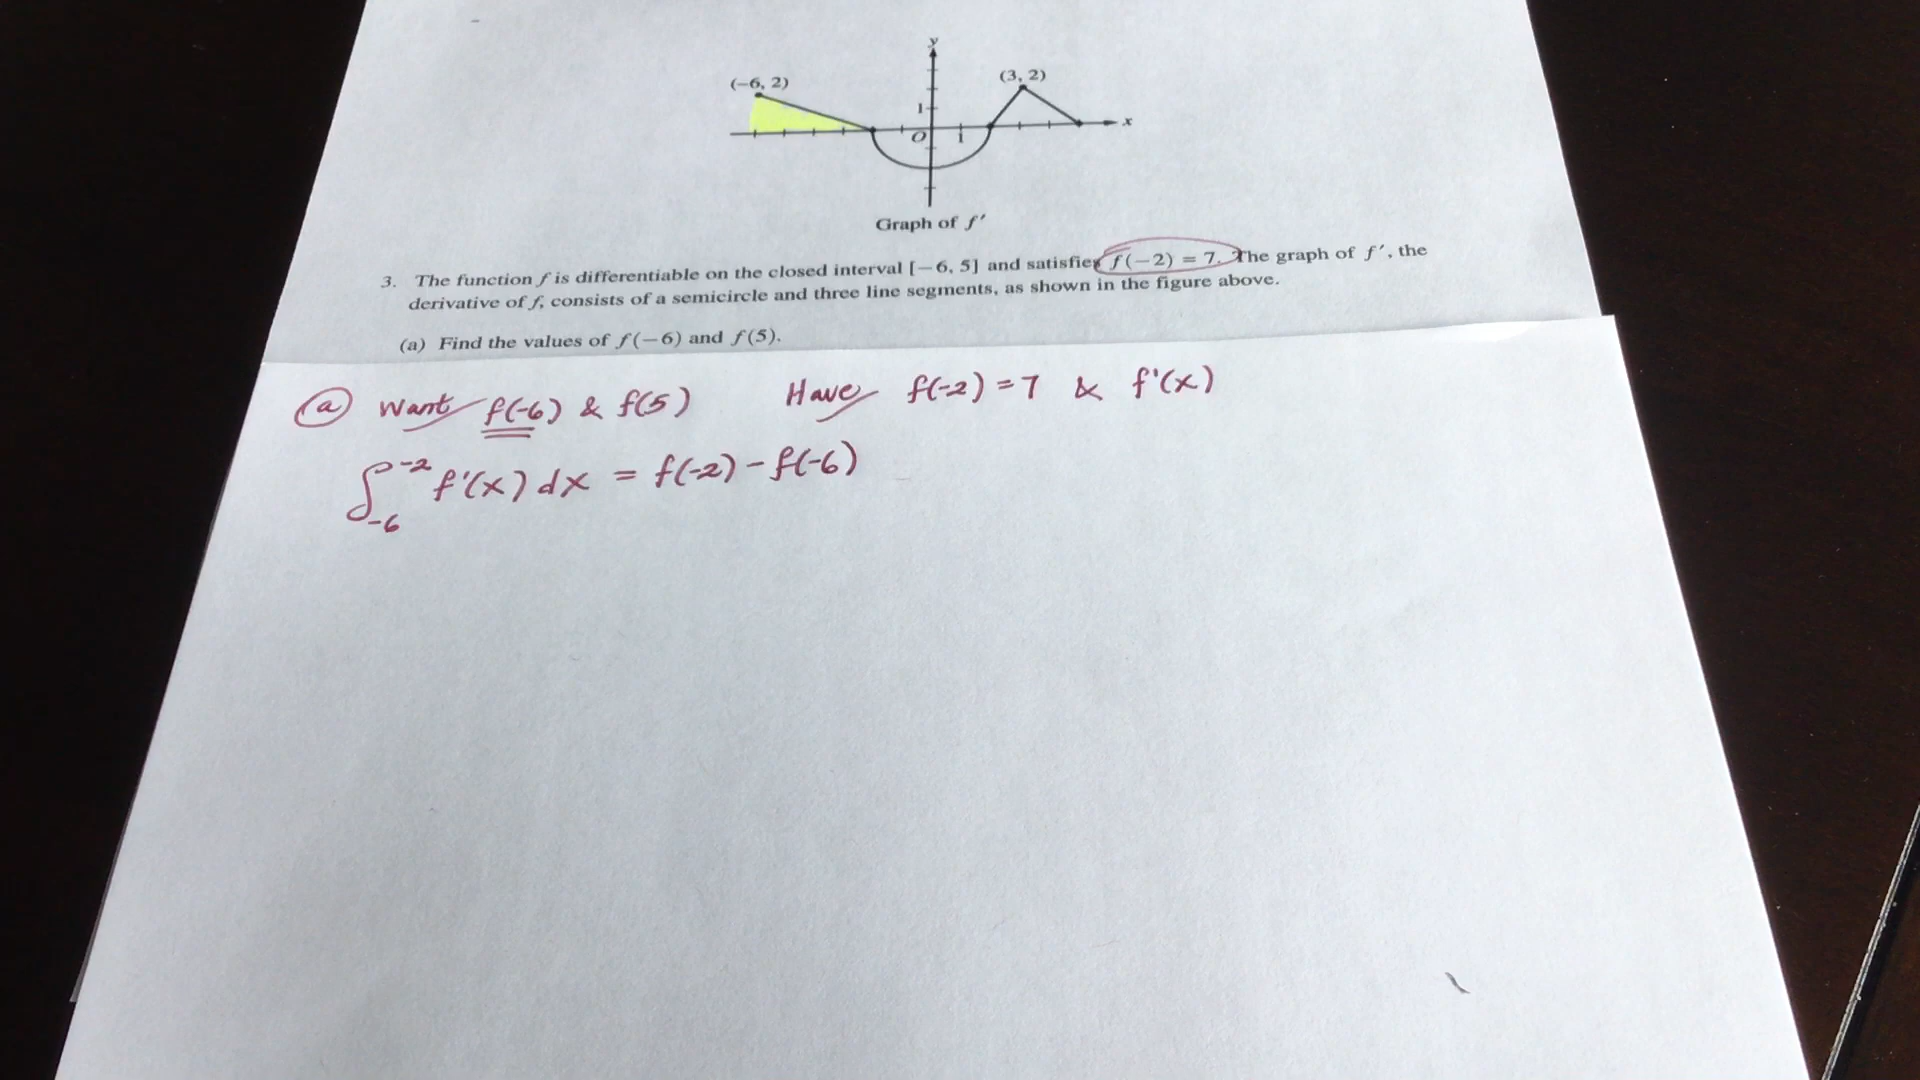 y
(−6, 2)
(3, 2)
1
O
1
x
Graph of f′
3. The function f is differentiable on the closed interval [−6, 5] and satisfies f(−2) = 7. The graph of f′, the
derivative of f, consists of a semicircle and three line segments, as shown in the figure above.
(a) Find the values of f(−6) and f(5).
ⓐ Want f(-6) & f(5) Have f(-2) = 7 & f'(x)
∫₋₆⁻² f'(x) dx = f(-2) - f(-6)